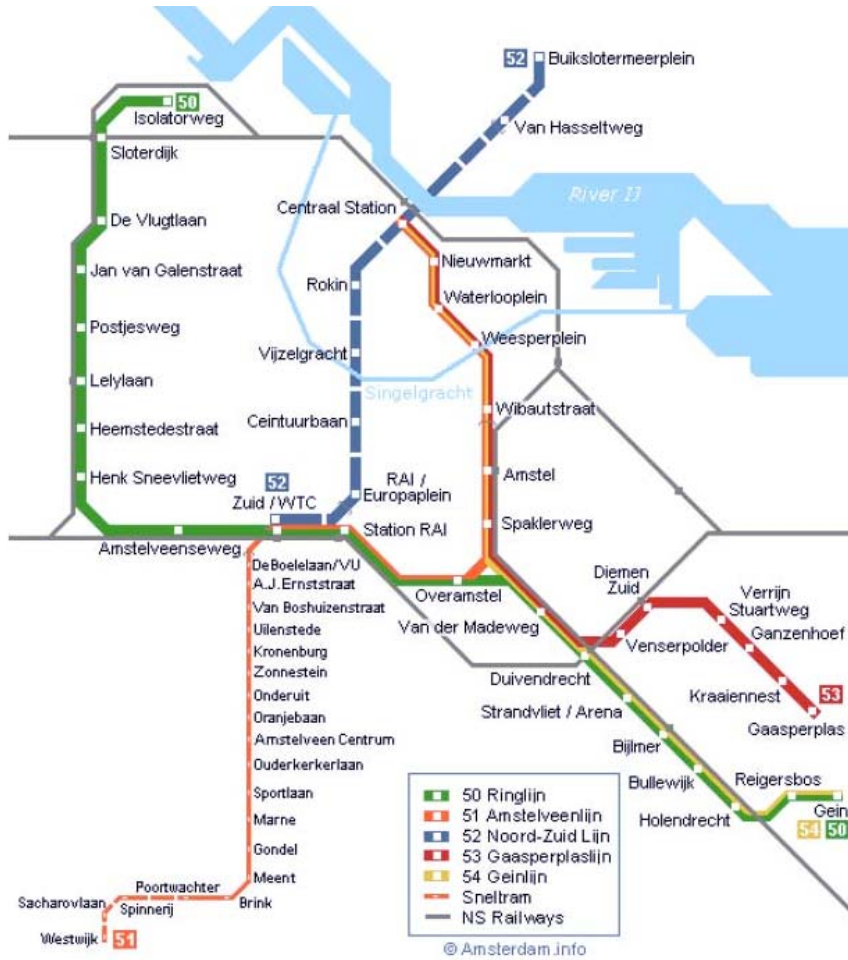 52
Buikslotermeerplein
50
Isolatorweg
Van Hasseltweg
Sloterdijk
River IJ
Centraal Station
De Vlugtlaan
Nieuwmarkt
Jan van Galenstraat
Rokin
Waterlooplein
Postjesweg
Weesperplein
Vijzelgracht
Lelylaan
Singelgracht
Wibautstraat
Ceintuurbaan
Heemstedestraat
Henk Sneevlietweg
52
RAI /
Europaplein
Amstel
Zuid / WTC
Station RAI
Spaklerweg
Amstelveenseweg
DeBoelelaan/VU
A.J.Ernststraat
Overamstel
Diemen
Zuid
Verrijn
Stuartweg
Van Boshuizenstraat
Van der Madeweg
Uilenstede
Venserpolder
Ganzenhoef
Kronenburg
Zonnestein
Duivendrecht
Onderuit
Kraaiennest
53
Oranjebaan
Strandvliet / Arena
Gaasperplas
Amstelveen Centrum
Bijlmer
Ouderkerkerlaan
Bullewijk
Reigersbos
Sportlaan
Holendrecht
Gein
54 50
Marne
Gondel
Meent
Poortwachter
Sacharovlaan
Spinnerij
Brink
Westwijk
51
50 Ringlijn
51 Amstelveenlijn
52 Noord-Zuid Lijn
53 Gaasperplaslijn
54 Geinlijn
Sneltram
NS Railways
© Amsterdam.info